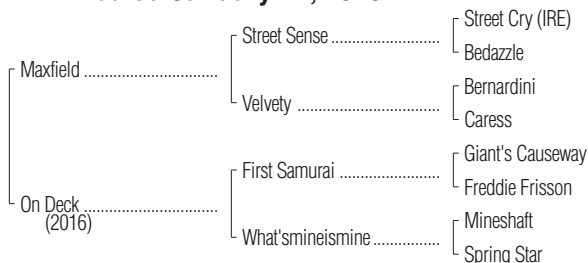 Street Cry (IRE)
Street Sense
Bedazzle
Maxfield
Bernardini
Velvety
Caress
Giant's Causeway
First Samurai
Freddie Frisson
On Deck
(2016)
Mineshaft
What'smineismine
Spring Star